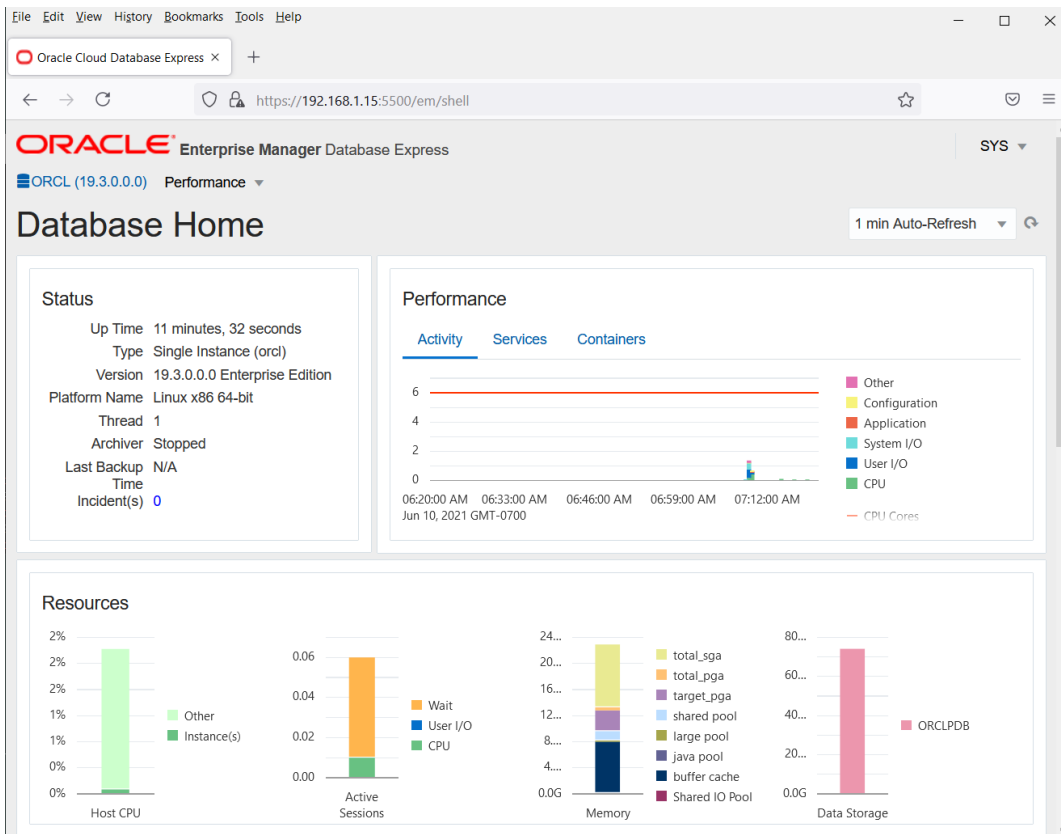 File Edit View History Bookmarks Tools Help
Oracle Cloud Database Express
https://192.168.1.15:5500/em/shell
ORACLE Enterprise Manager Database Express
SYS
ORCL (19.3.0.0.0) Performance
Database Home
1 min Auto-Refresh
Status
Up Time 11 minutes, 32 seconds
Type Single Instance (orcl)
Version 19.3.0.0.0 Enterprise Edition
Platform Name Linux x86 64-bit
Thread 1
Archiver Stopped
Last Backup N/A
Time
Incident(s) 0
Performance
Activity Services Containers
6
4
2
0
06:20:00 AM 06:33:00 AM 06:46:00 AM 06:59:00 AM 07:12:00 AM
Jun 10, 2021 GMT-0700
Other
Configuration
Application
System I/O
User I/O
CPU
CPU Cores
Resources
2%
2%
2%
1%
1%
0%
0%
Host CPU
Other
Instance(s)
0.06
0.04
0.02
0.00
Active
Sessions
Wait
User I/O
CPU
24...
20...
16...
12...
8....
4....
0.0G
Memory
total_sga
total_pga
target_pga
shared pool
large pool
java pool
buffer cache
Shared IO Pool
80...
60...
40...
20...
0.0G
Data Storage
ORCLPDB